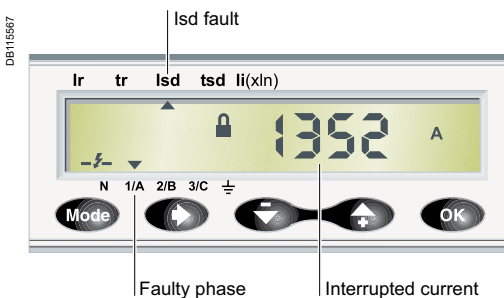 Isd fault
DB115567
Ir tr Isd tsd Ii(xIn)
1352 A
N 1/A 2/B 3/C
Mode OK
Faulty phase Interrupted current